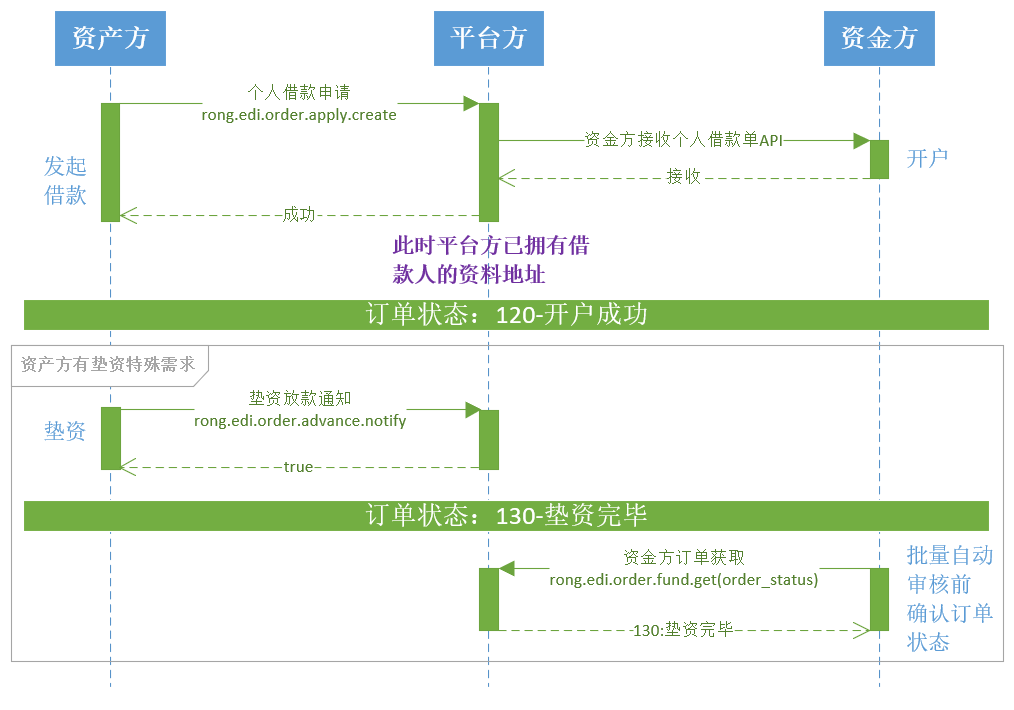 资产方
平台方
资金方
个人借款申请
rong.edi.order.apply.create
资金方接收个人借款单API
发起
借款
开户
接收
成功
此时平台方已拥有借
款人的资料地址
订单状态：120-开户成功
资产方有垫资特殊需求
垫资放款通知
rong.edi.order.advance.notify
垫资
true
订单状态：130-垫资完毕
资金方订单获取
rong.edi.order.fund.get(order_status)
批量自动
审核前
确认订单
状态
130:垫资完毕